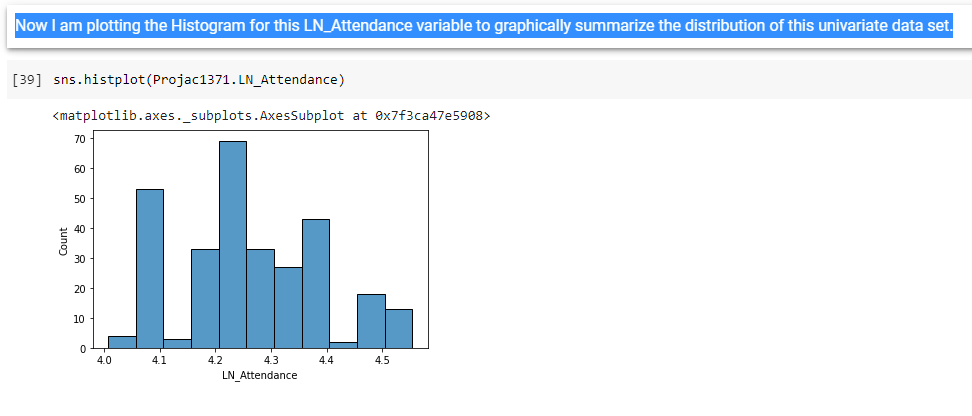 Now I am plotting the Histogram for this LN_Attendance variable to graphically summarize the distribution of this univariate data set.
[39] sns.histplot(Projac1371.LN_Attendance)
<matplotlib.axes._subplots.AxesSubplot at 0x7f3ca47e5908>
70
60
50
40
30
20
10
0
Count
4.0 4.1 4.2 4.3 4.4 4.5
LN_Attendance